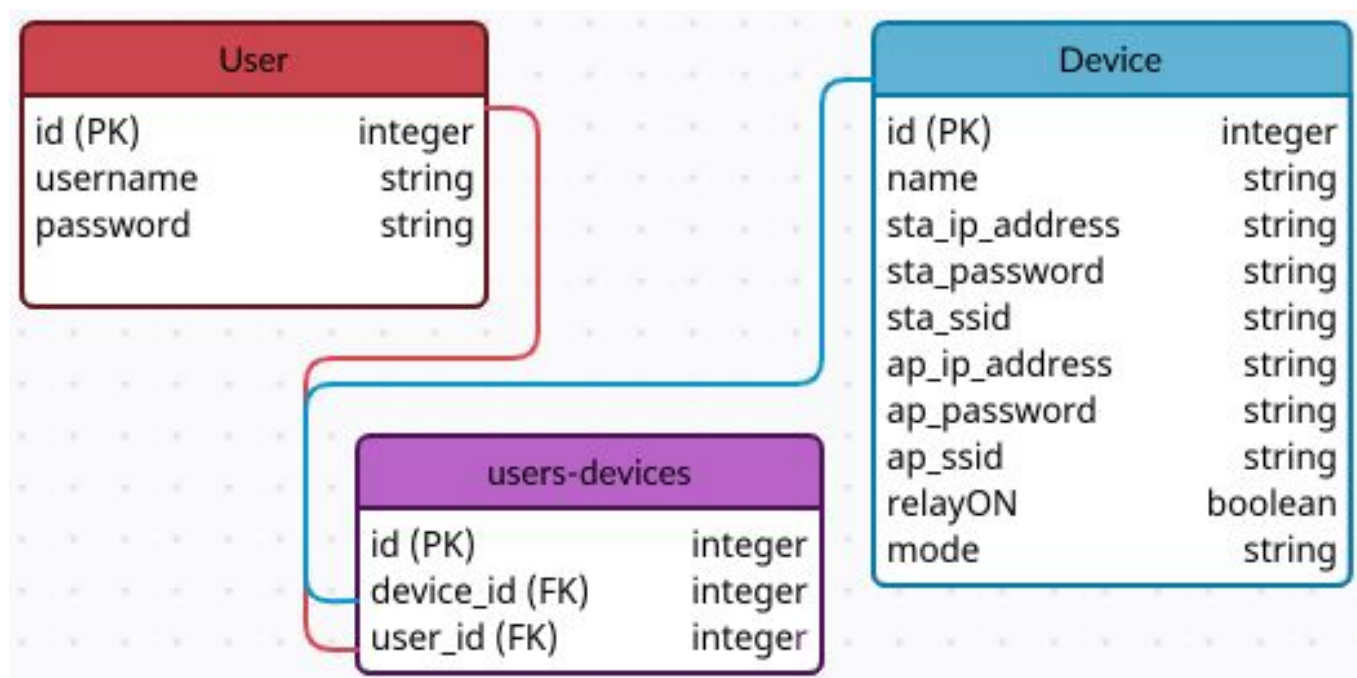 User
id (PK) integer
username string
password string
Device
id (PK) integer
name string
sta_ip_address string
sta_password string
sta_ssid string
ap_ip_address string
ap_password string
ap_ssid string
relayON boolean
mode string
users-devices
id (PK) integer
device_id (FK) integer
user_id (FK) integer